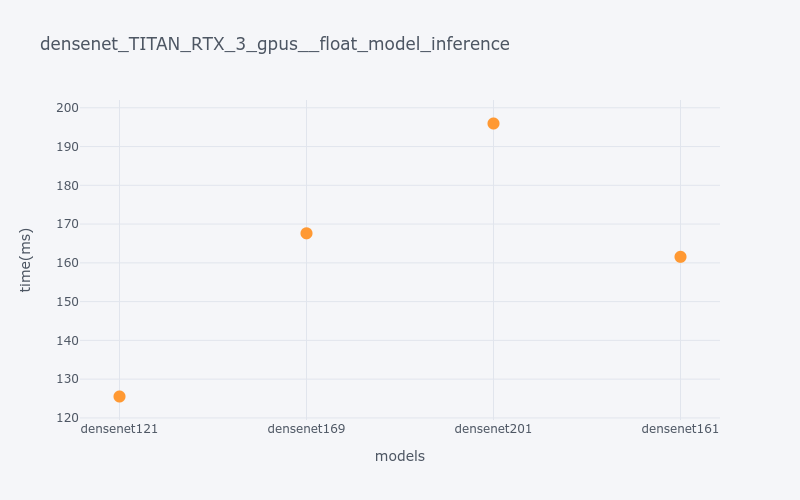 densenet_TITAN_RTX_3_gpus__float_model_inference
200
190
180
170
160
150
140
130
120
time(ms)
densenet121 densenet169 densenet201 densenet161
models